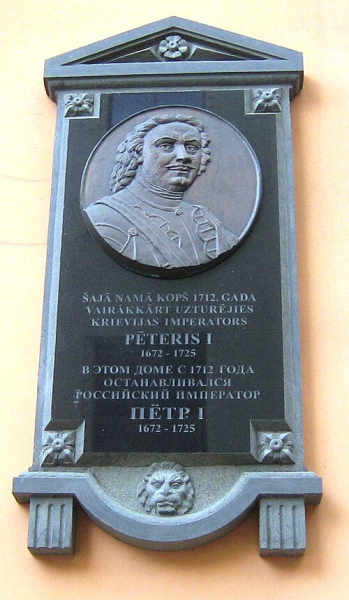 ŠAJĀ NAMĀ KOPŠ 1712. GADA
VAIRĀKKĀRT UZTURĒJIES
KRIEVIJAS IMPERATORS
PĒTERIS I
1672 - 1725
В ЭТОМ ДОМЕ С 1712 ГОДА
ОСТАНАВЛИВАЛСЯ
РОССИЙСКИЙ ИМПЕРАТОР
ПЁТР I
1672 - 1725